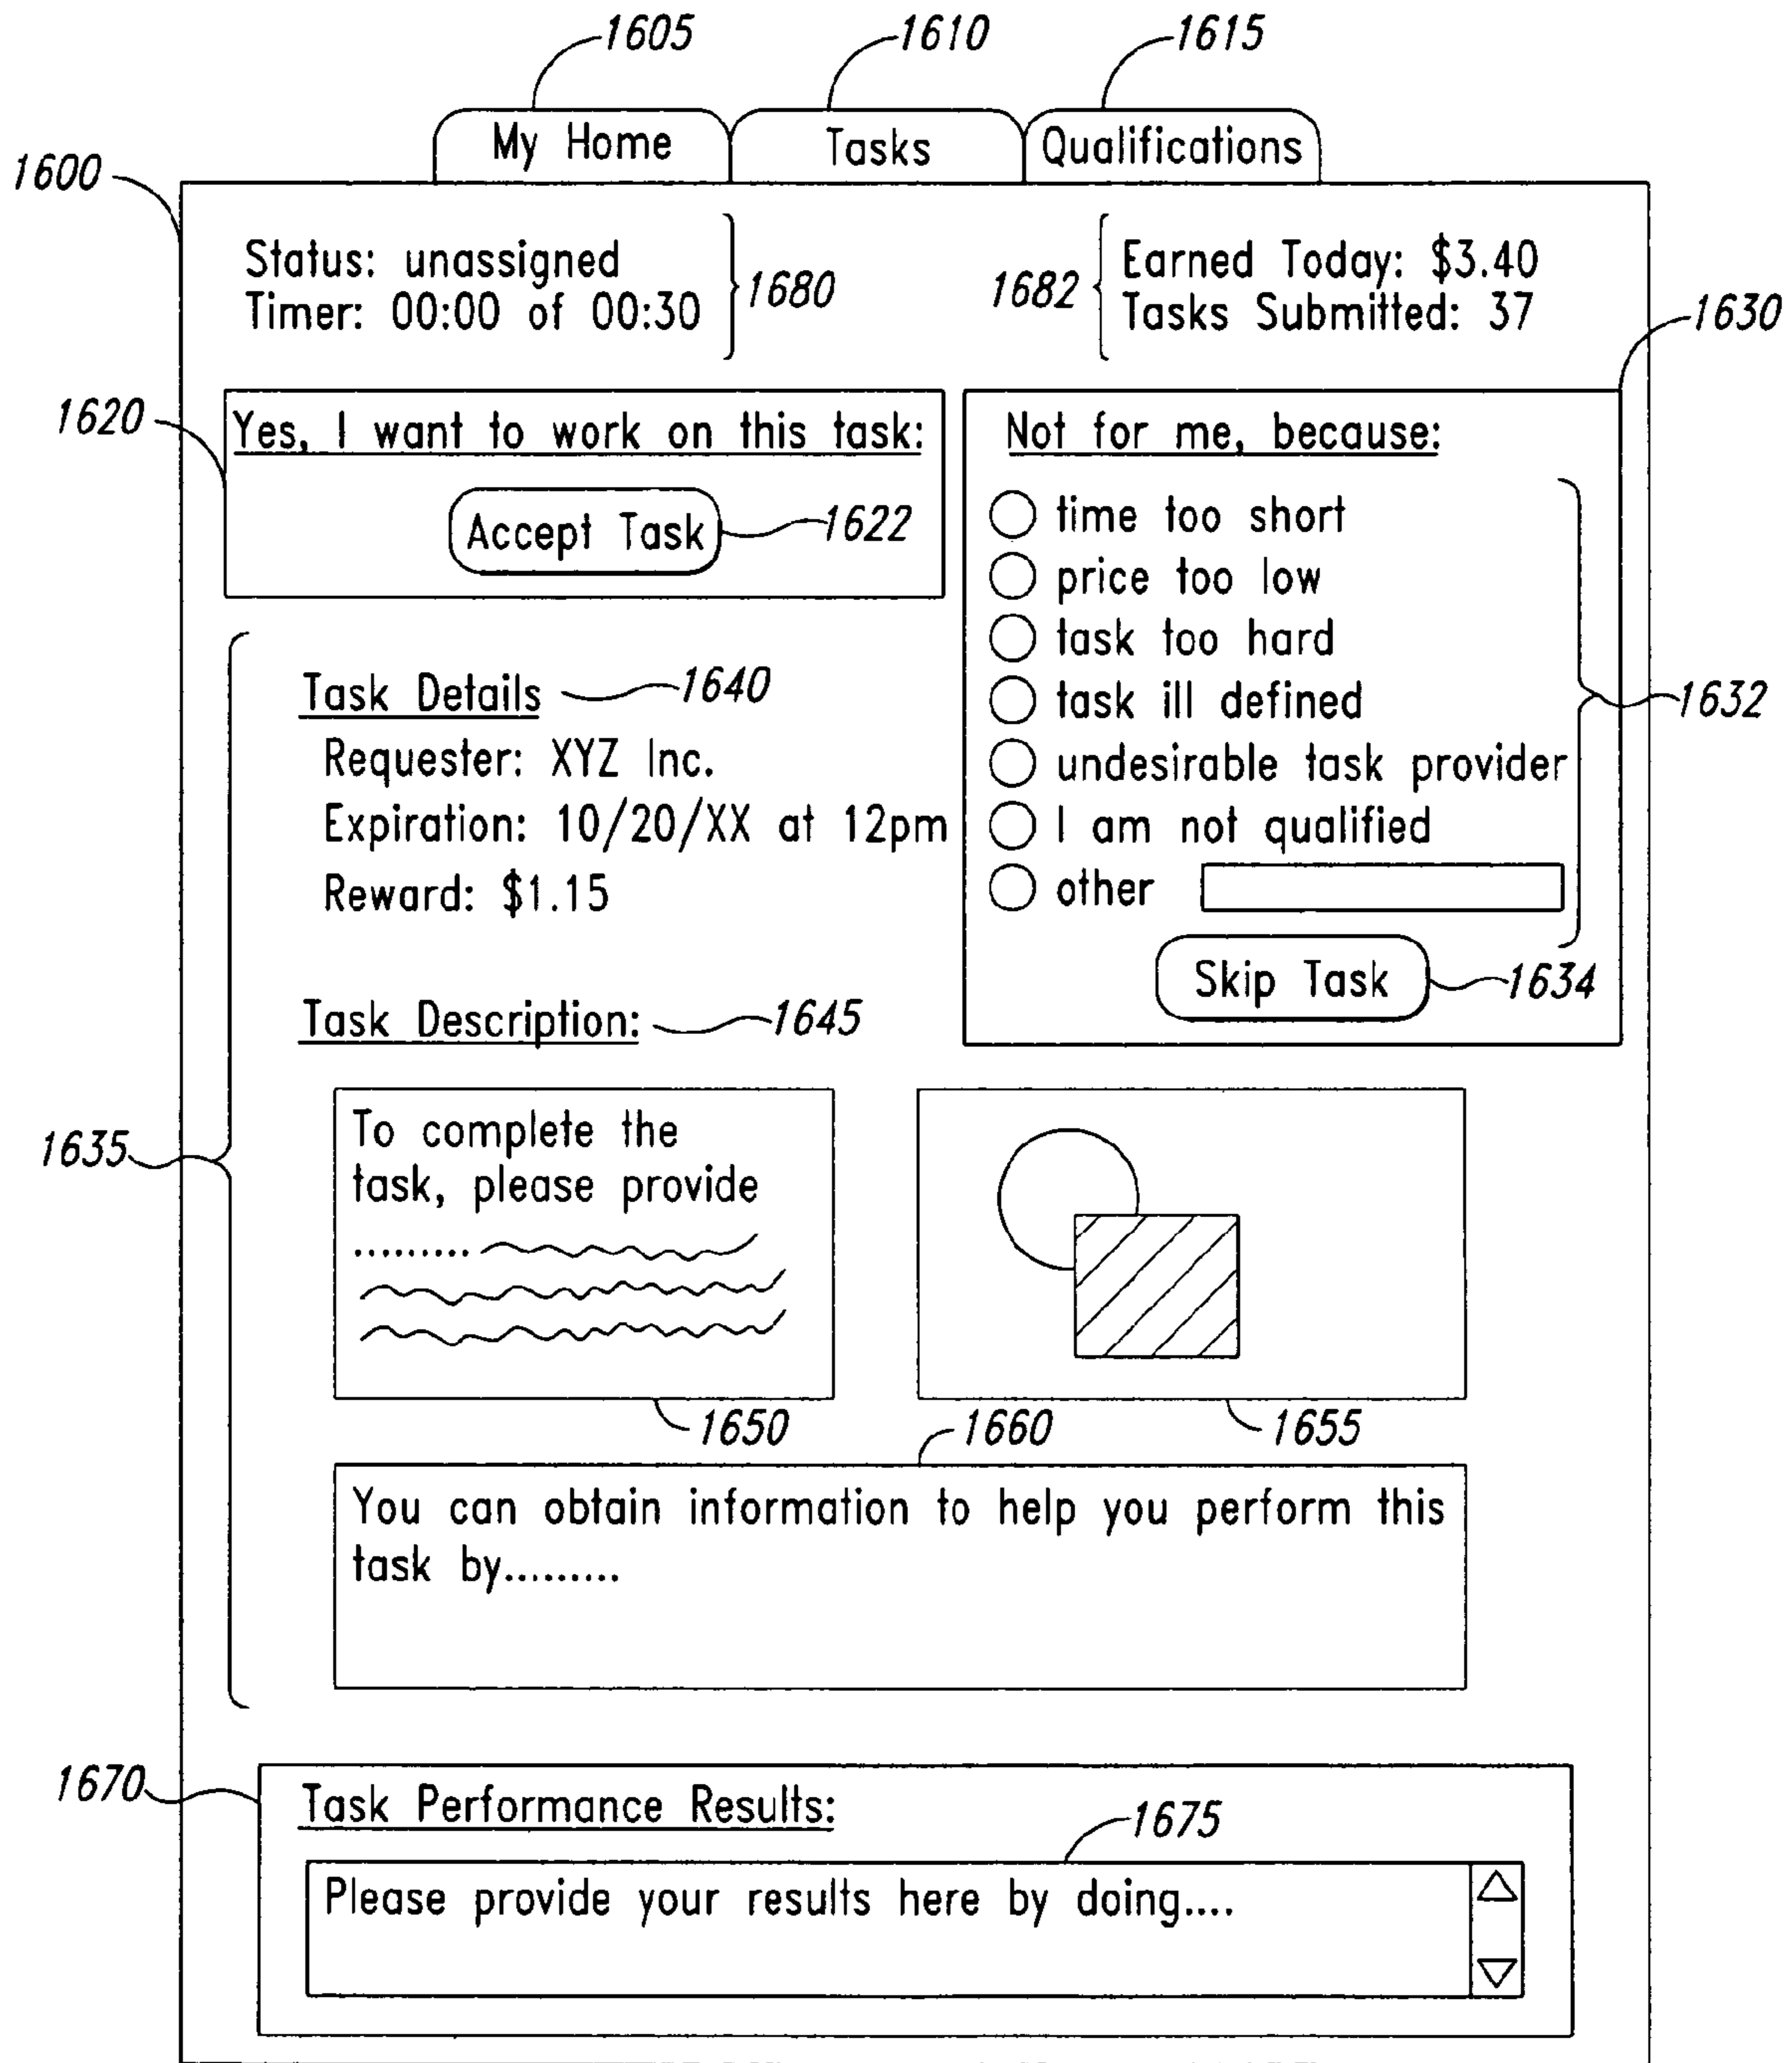 1605
1610
1615
My Home
Tasks
Qualifications
1600
Status: unassigned
Timer: 00:00 of 00:30
1680
1682
Earned Today: $3.40
Tasks Submitted: 37
1630
1620
Yes, I want to work on this task:
Accept Task
1622
Not for me, because:
time too short
price too low
task too hard
task ill defined
undesirable task provider
I am not qualified
other
1632
Skip Task
1634
Task Details
1640
Requester: XYZ Inc.
Expiration: 10/20/XX at 12pm
Reward: $1.15
Task Description:
1645
1635
To complete the
task, please provide
.........
1650
1655
1660
You can obtain information to help you perform this
task by.........
1670
Task Performance Results:
1675
Please provide your results here by doing....